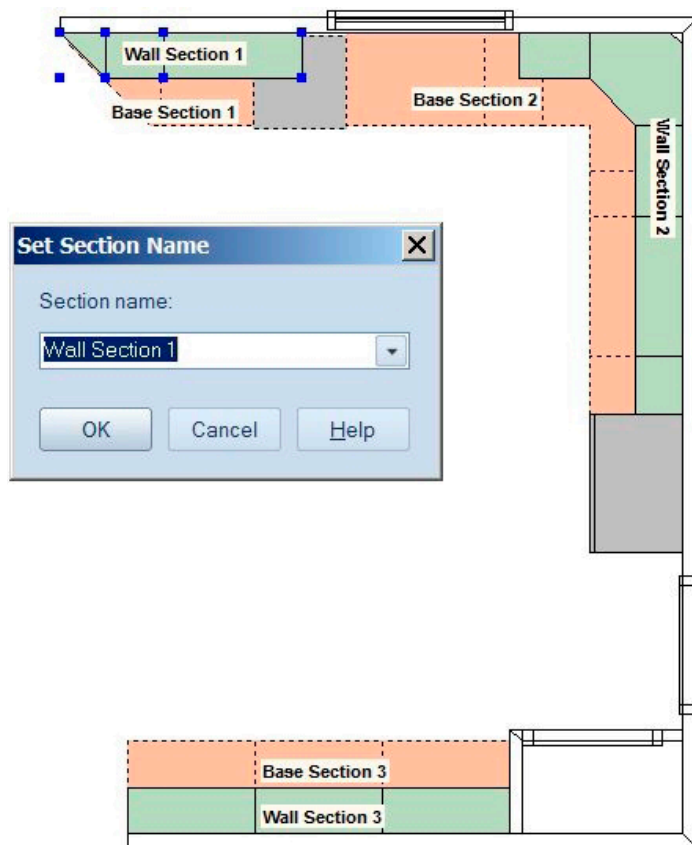 Wall Section 1
Base Section 1
Base Section 2
Wall Section 2
Set Section Name
Section name:
Wall Section 1
OK
Cancel
Help
Base Section 3
Wall Section 3